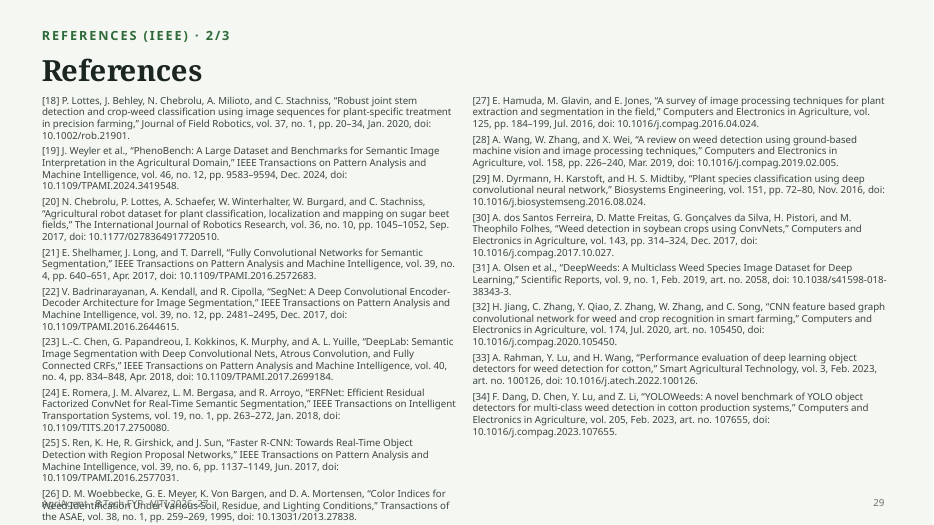 REFERENCES (IEEE) · 2/3
References
[18] P. Lottes, J. Behley, N. Chebrolu, A. Milioto, and C. Stachniss, “Robust joint stem
detection and crop-weed classification using image sequences for plant-specific treatment
in precision farming,” Journal of Field Robotics, vol. 37, no. 1, pp. 20–34, Jan. 2020, doi:
10.1002/rob.21901.
[19] J. Weyler et al., “PhenoBench: A Large Dataset and Benchmarks for Semantic Image
Interpretation in the Agricultural Domain,” IEEE Transactions on Pattern Analysis and
Machine Intelligence, vol. 46, no. 12, pp. 9583–9594, Dec. 2024, doi:
10.1109/TPAMI.2024.3419548.
[20] N. Chebrolu, P. Lottes, A. Schaefer, W. Winterhalter, W. Burgard, and C. Stachniss,
“Agricultural robot dataset for plant classification, localization and mapping on sugar beet
fields,” The International Journal of Robotics Research, vol. 36, no. 10, pp. 1045–1052, Sep.
2017, doi: 10.1177/0278364917720510.
[21] E. Shelhamer, J. Long, and T. Darrell, “Fully Convolutional Networks for Semantic
Segmentation,” IEEE Transactions on Pattern Analysis and Machine Intelligence, vol. 39, no.
4, pp. 640–651, Apr. 2017, doi: 10.1109/TPAMI.2016.2572683.
[22] V. Badrinarayanan, A. Kendall, and R. Cipolla, “SegNet: A Deep Convolutional Encoder-
Decoder Architecture for Image Segmentation,” IEEE Transactions on Pattern Analysis and
Machine Intelligence, vol. 39, no. 12, pp. 2481–2495, Dec. 2017, doi:
10.1109/TPAMI.2016.2644615.
[23] L.-C. Chen, G. Papandreou, I. Kokkinos, K. Murphy, and A. L. Yuille, “DeepLab: Semantic
Image Segmentation with Deep Convolutional Nets, Atrous Convolution, and Fully
Connected CRFs,” IEEE Transactions on Pattern Analysis and Machine Intelligence, vol. 40,
no. 4, pp. 834–848, Apr. 2018, doi: 10.1109/TPAMI.2017.2699184.
[24] E. Romera, J. M. Alvarez, L. M. Bergasa, and R. Arroyo, “ERFNet: Efficient Residual
Factorized ConvNet for Real-Time Semantic Segmentation,” IEEE Transactions on Intelligent
Transportation Systems, vol. 19, no. 1, pp. 263–272, Jan. 2018, doi:
10.1109/TITS.2017.2750080.
[25] S. Ren, K. He, R. Girshick, and J. Sun, “Faster R-CNN: Towards Real-Time Object
Detection with Region Proposal Networks,” IEEE Transactions on Pattern Analysis and
Machine Intelligence, vol. 39, no. 6, pp. 1137–1149, Jun. 2017, doi:
10.1109/TPAMI.2016.2577031.
[26] D. M. Woebbecke, G. E. Meyer, K. Von Bargen, and D. A. Mortensen, “Color Indices for
Weed Identification Under Various Soil, Residue, and Lighting Conditions,” Transactions of
the ASAE, vol. 38, no. 1, pp. 259–269, 1995, doi: 10.13031/2013.27838.
[27] E. Hamuda, M. Glavin, and E. Jones, “A survey of image processing techniques for plant
extraction and segmentation in the field,” Computers and Electronics in Agriculture, vol.
125, pp. 184–199, Jul. 2016, doi: 10.1016/j.compag.2016.04.024.
[28] A. Wang, W. Zhang, and X. Wei, “A review on weed detection using ground-based
machine vision and image processing techniques,” Computers and Electronics in
Agriculture, vol. 158, pp. 226–240, Mar. 2019, doi: 10.1016/j.compag.2019.02.005.
[29] M. Dyrmann, H. Karstoft, and H. S. Midtiby, “Plant species classification using deep
convolutional neural network,” Biosystems Engineering, vol. 151, pp. 72–80, Nov. 2016, doi:
10.1016/j.biosystemseng.2016.08.024.
[30] A. dos Santos Ferreira, D. Matte Freitas, G. Gonçalves da Silva, H. Pistori, and M.
Theophilo Folhes, “Weed detection in soybean crops using ConvNets,” Computers and
Electronics in Agriculture, vol. 143, pp. 314–324, Dec. 2017, doi:
10.1016/j.compag.2017.10.027.
[31] A. Olsen et al., “DeepWeeds: A Multiclass Weed Species Image Dataset for Deep
Learning,” Scientific Reports, vol. 9, no. 1, Feb. 2019, art. no. 2058, doi: 10.1038/s41598-018-
38343-3.
[32] H. Jiang, C. Zhang, Y. Qiao, Z. Zhang, W. Zhang, and C. Song, “CNN feature based graph
convolutional network for weed and crop recognition in smart farming,” Computers and
Electronics in Agriculture, vol. 174, Jul. 2020, art. no. 105450, doi:
10.1016/j.compag.2020.105450.
[33] A. Rahman, Y. Lu, and H. Wang, “Performance evaluation of deep learning object
detectors for weed detection for cotton,” Smart Agricultural Technology, vol. 3, Feb. 2023,
art. no. 100126, doi: 10.1016/j.atech.2022.100126.
[34] F. Dang, D. Chen, Y. Lu, and Z. Li, “YOLOWeeds: A novel benchmark of YOLO object
detectors for multi-class weed detection in cotton production systems,” Computers and
Electronics in Agriculture, vol. 205, Feb. 2023, art. no. 107655, doi:
10.1016/j.compag.2023.107655.
29